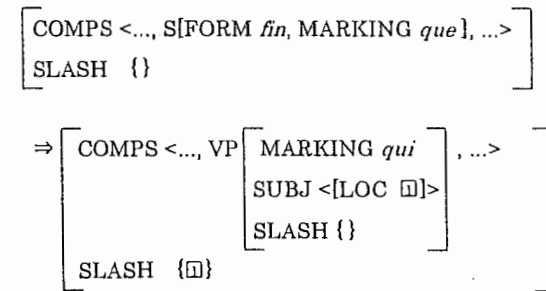 COMPS <..., S[FORM fin, MARKING que], ...>
SLASH {}
⇒ COMPS <..., VP MARKING qui , ...>
SUBJ <[LOC 1]>
SLASH {}
SLASH {1}